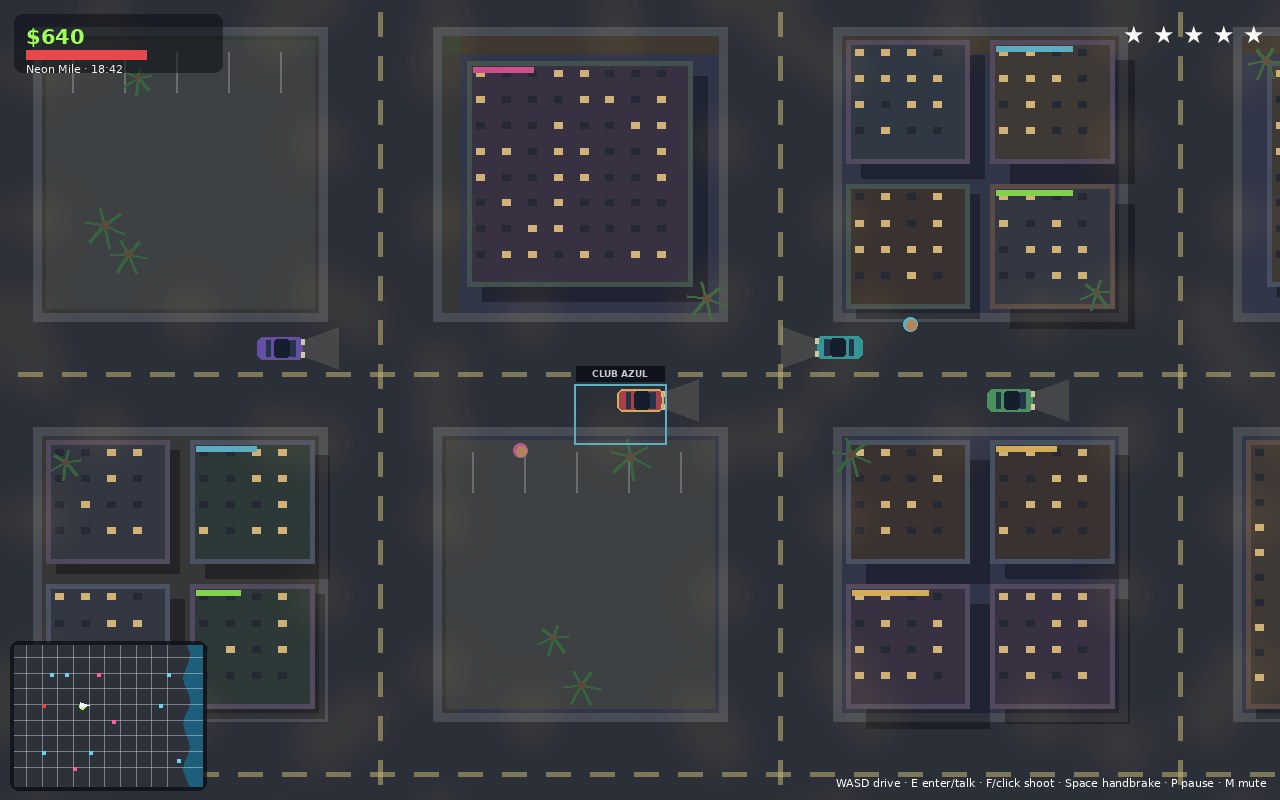 $640
Neon Mile · 18:42
★ ★ ★ ★ ★
CLUB AZUL
WASD drive · E enter/talk · F/click shoot · Space handbrake · P pause · M mute